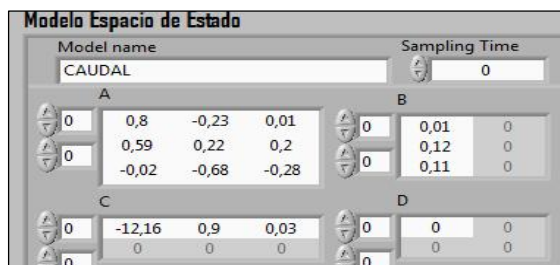 Modelo Espacio de Estado
Model name Sampling Time
CAUDAL 0
A B
0 0,8 -0,23 0,01 0 0,01 0
0 0,59 0,22 0,2 0 0,12 0
-0,02 -0,68 -0,28 0,11 0
C D
0 -12,16 0,9 0,03 0 0 0
0 0 0 0 0 0 0